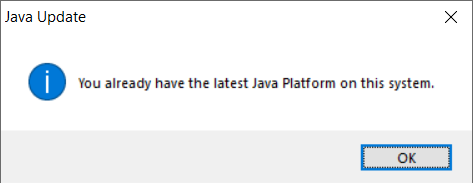 Java Update
You already have the latest Java Platform on this system.
OK